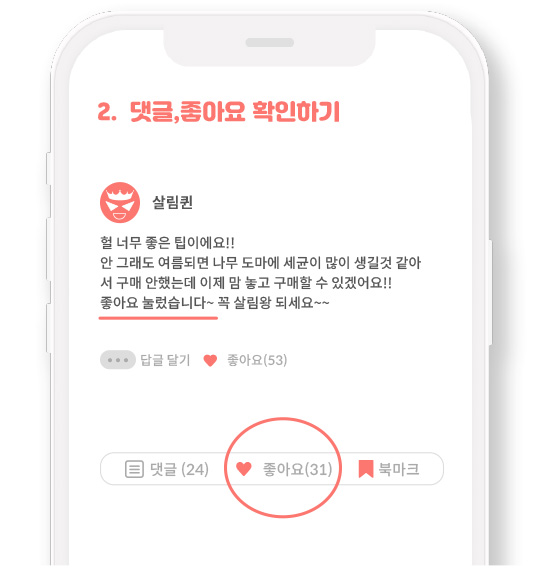 2. 댓글,좋아요 확인하기
살림퀸
헐 너무 좋은 팁이에요!!
안 그래도 여름되면 나무 도마에 세균이 많이 생길것 같아
서 구매 안했는데 이제 맘 놓고 구매할 수 있겠어요!!
좋아요 눌렀습니다~ 꼭 살림왕 되세요~~
답글 달기 좋아요(53)
댓글 (24) 좋아요(31) 북마크